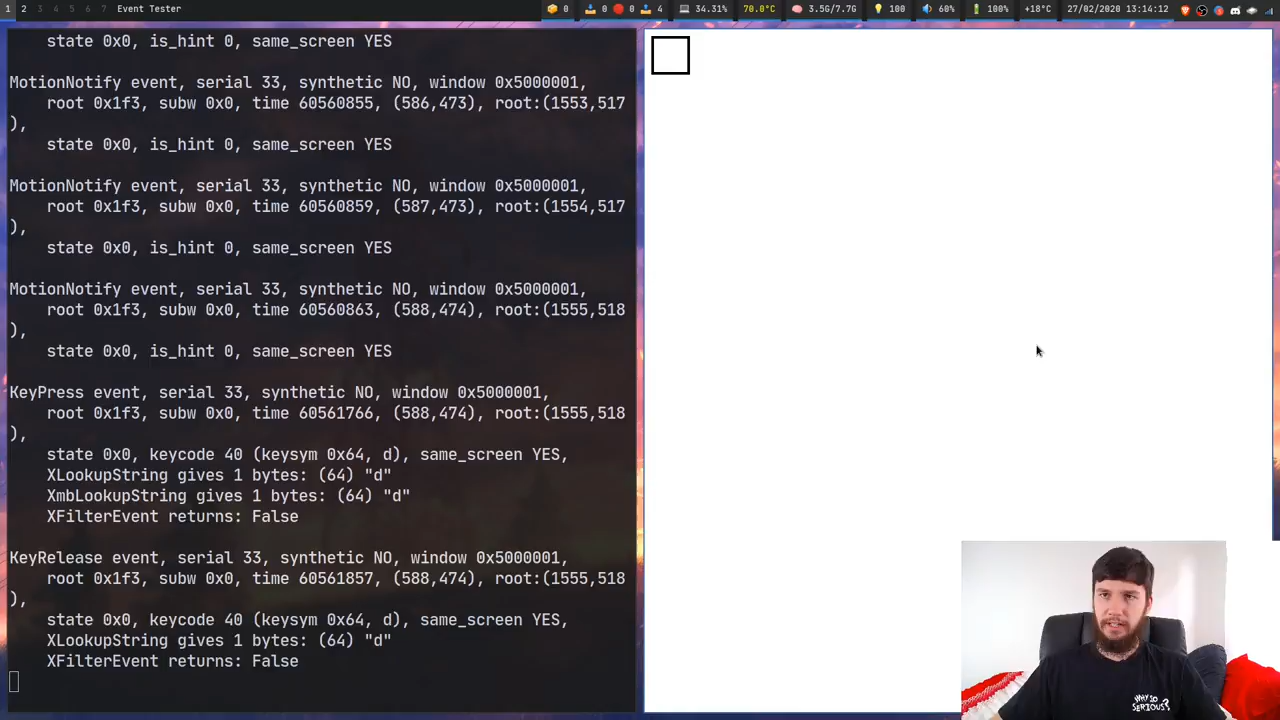 1 2 3 4 5 6 7 Event Tester 0 0 0 4 34.31% 70.0°C 3.5G/7.7G 100 60% 100% +18°C 27/02/2020 13:14:12
state 0x0, is_hint 0, same_screen YES
MotionNotify event, serial 33, synthetic NO, window 0x5000001,
root 0x1f3, subw 0x0, time 60560855, (586,473), root:(1553,517
),
state 0x0, is_hint 0, same_screen YES
MotionNotify event, serial 33, synthetic NO, window 0x5000001,
root 0x1f3, subw 0x0, time 60560859, (587,473), root:(1554,517
),
state 0x0, is_hint 0, same_screen YES
MotionNotify event, serial 33, synthetic NO, window 0x5000001,
root 0x1f3, subw 0x0, time 60560863, (588,474), root:(1555,518
),
state 0x0, is_hint 0, same_screen YES
KeyPress event, serial 33, synthetic NO, window 0x5000001,
root 0x1f3, subw 0x0, time 60561766, (588,474), root:(1555,518
),
state 0x0, keycode 40 (keysym 0x64, d), same_screen YES,
XLookupString gives 1 bytes: (64) "d"
XmbLookupString gives 1 bytes: (64) "d"
XFilterEvent returns: False
KeyRelease event, serial 33, synthetic NO, window 0x5000001,
root 0x1f3, subw 0x0, time 60561857, (588,474), root:(1555,518
),
state 0x0, keycode 40 (keysym 0x64, d), same_screen YES,
XLookupString gives 1 bytes: (64) "d"
XFilterEvent returns: False
WHY SO
SERIOUS?